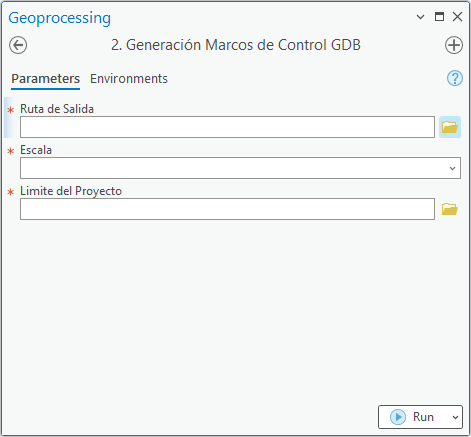 Geoprocessing
2. Generación Marcos de Control GDB
Parameters Environments
?
* Ruta de Salida
* Escala
* Limite del Proyecto
Run